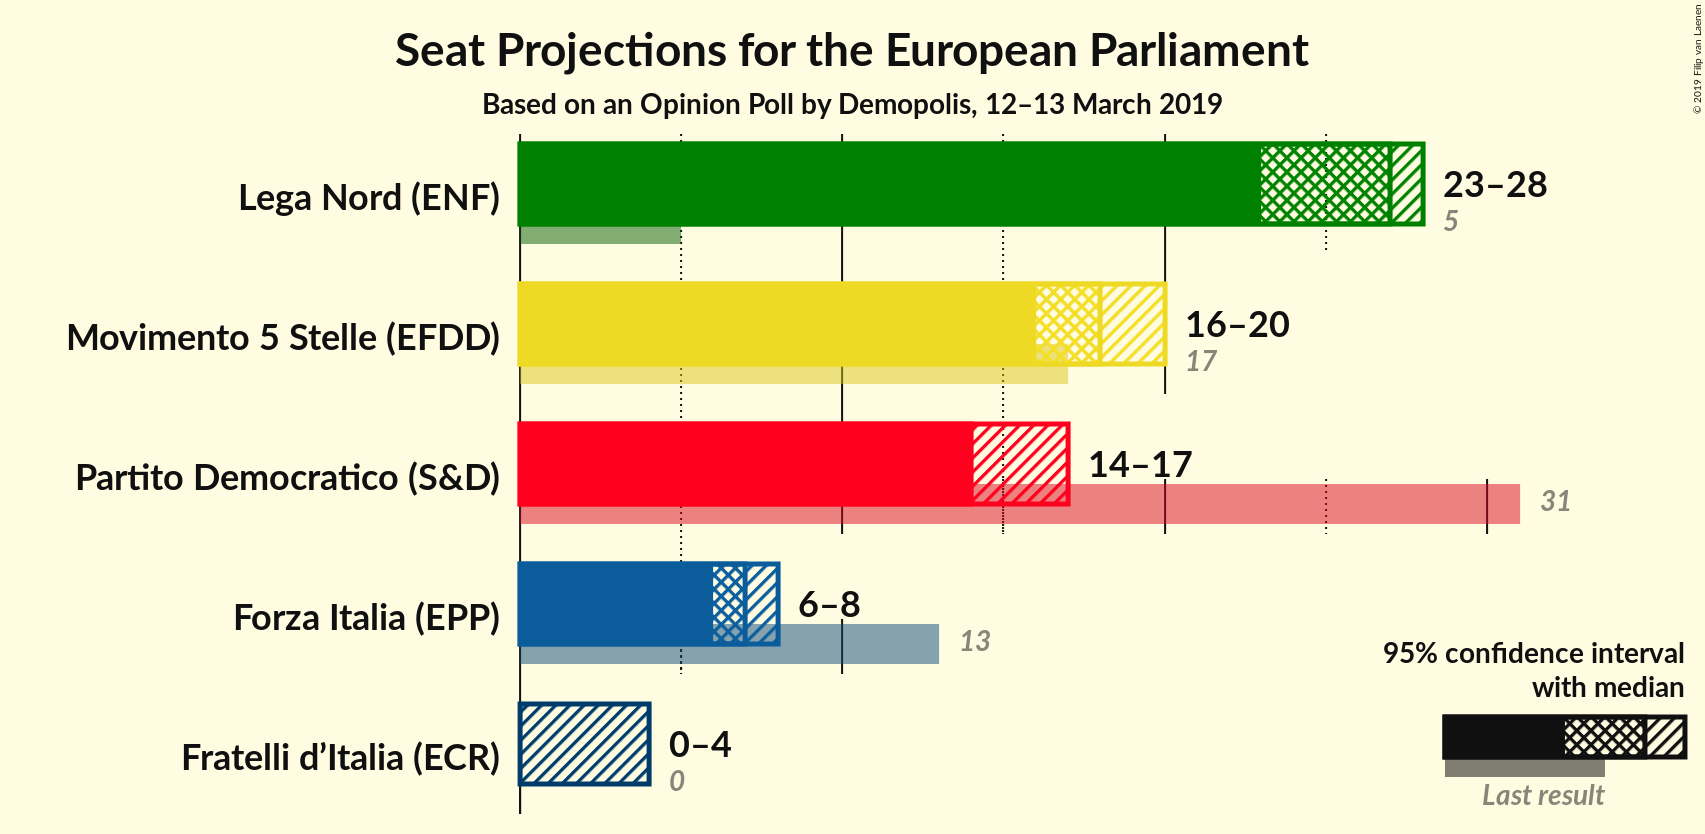 Seat Projections for the European Parliament
Based on an Opinion Poll by Demopolis, 12–13 March 2019
© 2019 Filip van Laenen
Lega Nord (ENF)
23–28
5
Movimento 5 Stelle (EFDD)
16–20
17
Partito Democratico (S&D)
14–17
31
Forza Italia (EPP)
6–8
13
Fratelli d’Italia (ECR)
0–4
0
95% confidence interval
with median
Last result